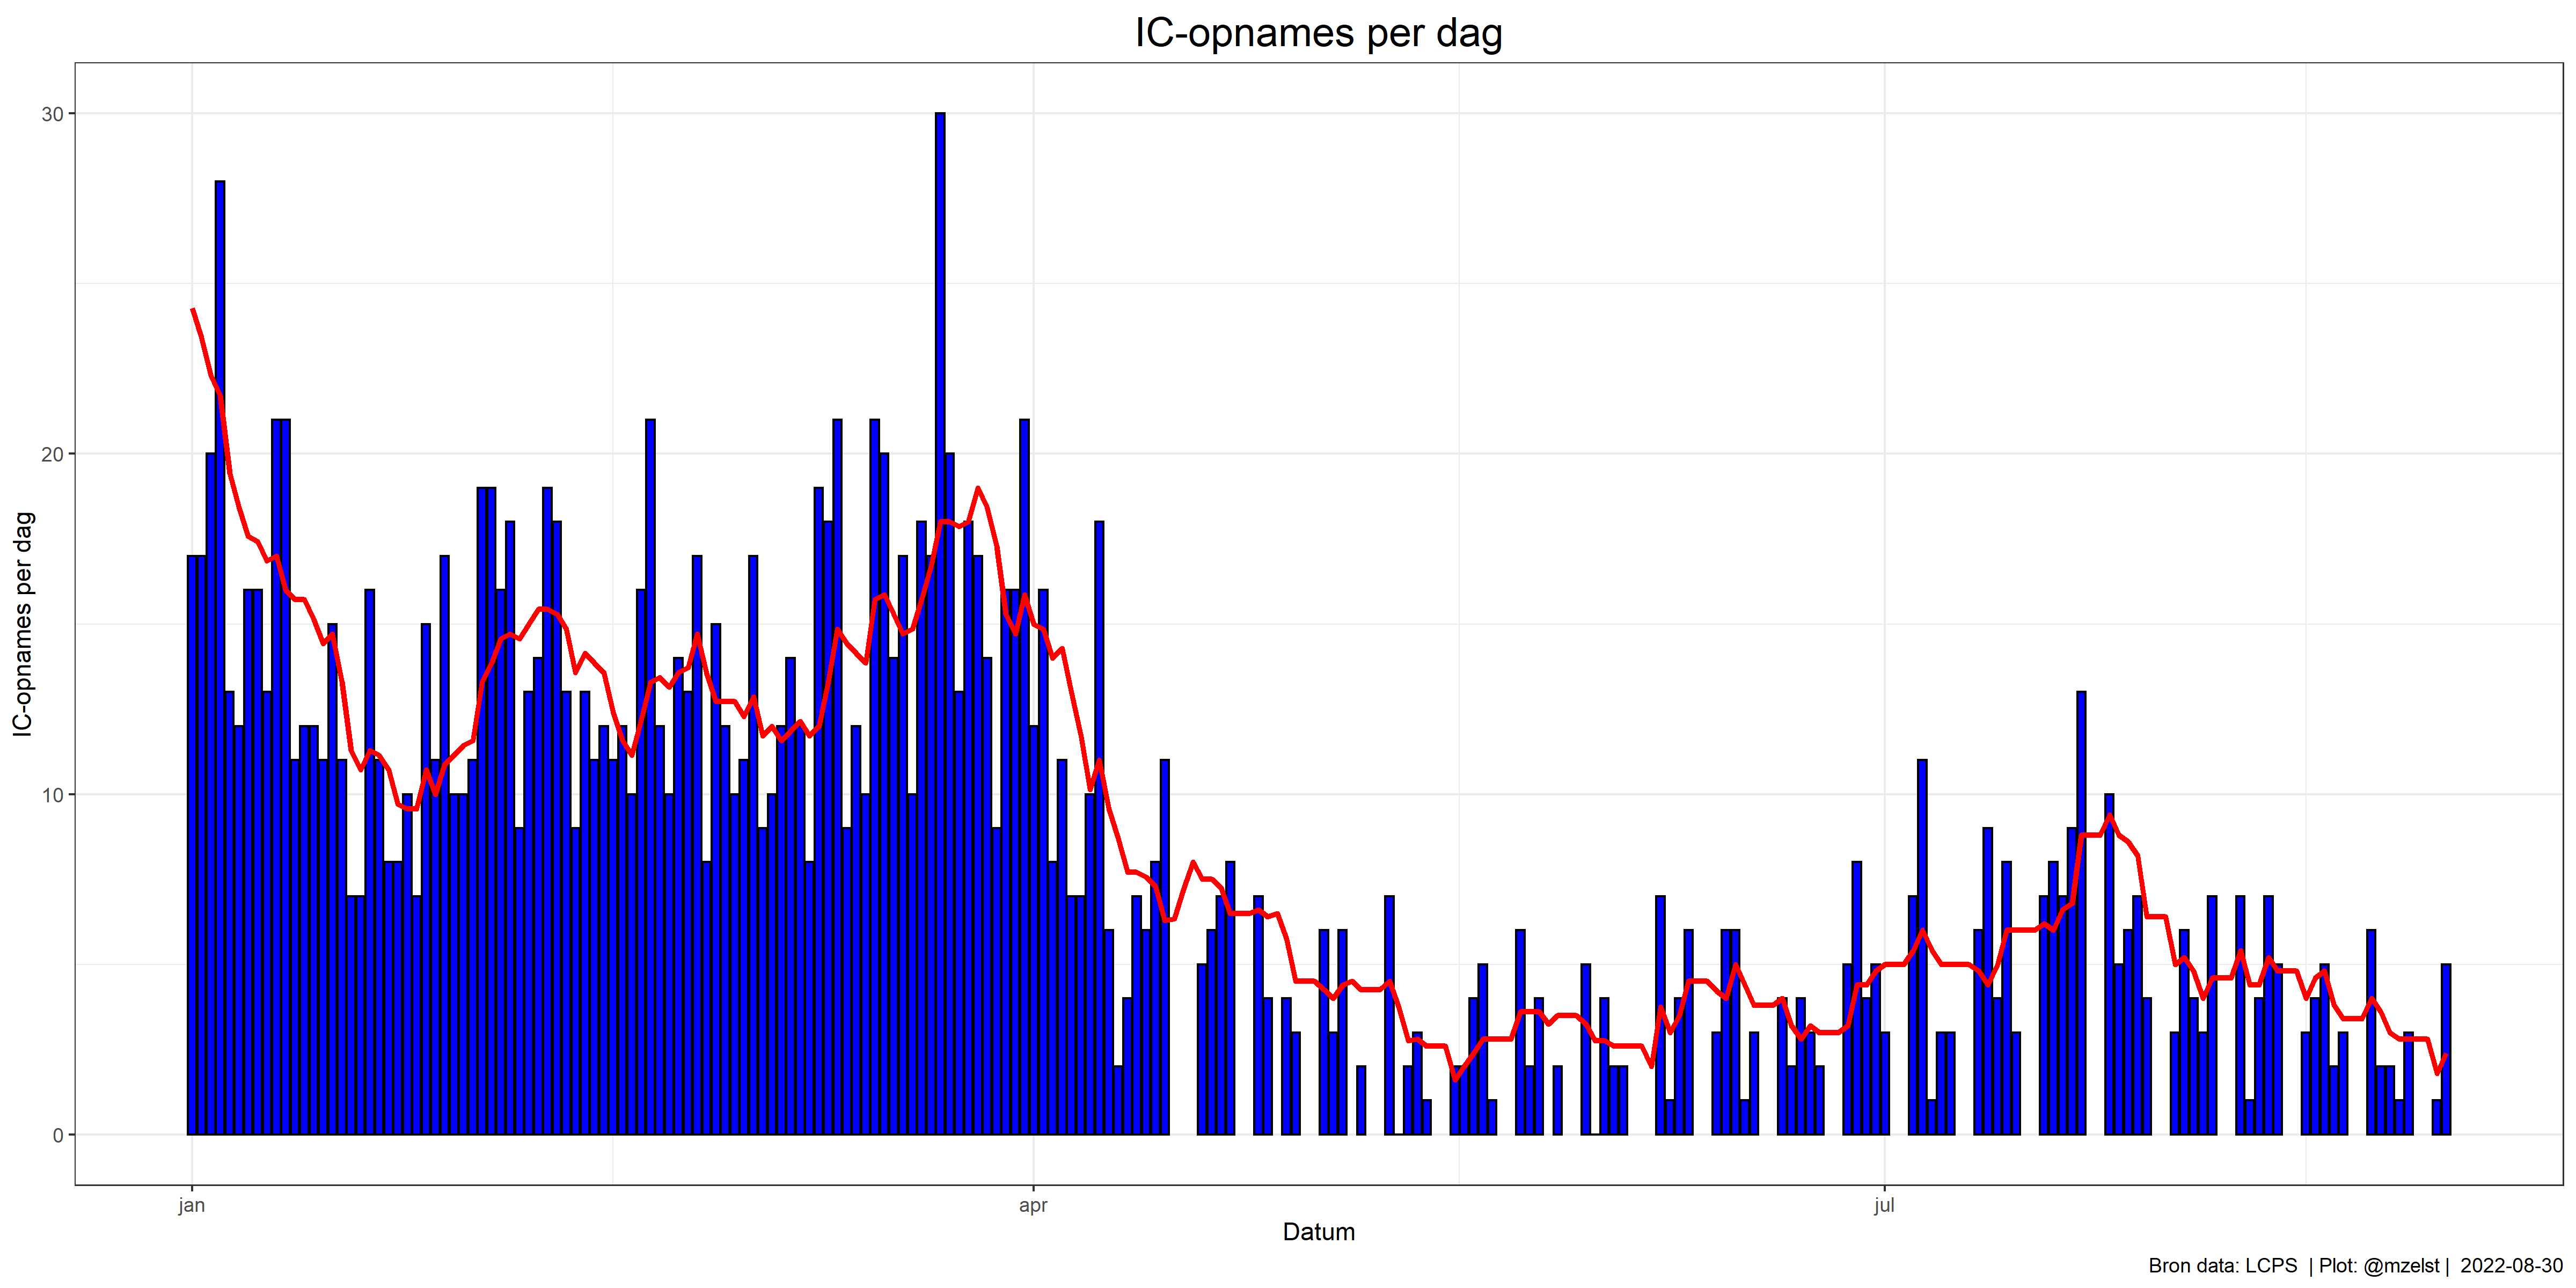 IC-opnames per dag
IC-opnames per dag
30
20
10
0
jan
apr
jul
Datum
Bron data: LCPS | Plot: @mzelst | 2022-08-30